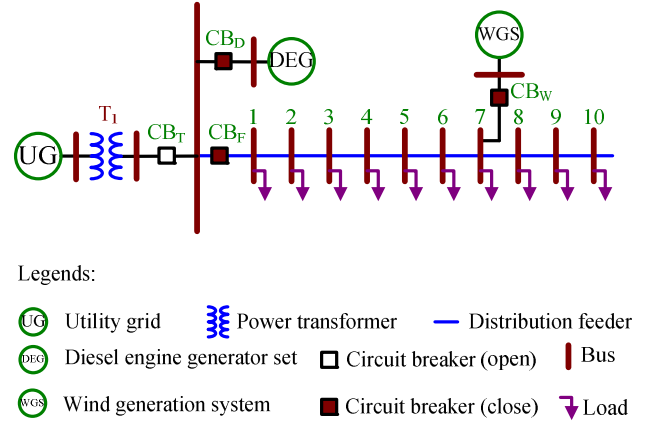 WGS
CB_D
DEG
CB_W
T_1
CB_T
CB_F
1 2 3 4 5 6 7 8 9 10
UG
Legends:
UG Utility grid Power transformer Distribution feeder
DEG Diesel engine generator set Circuit breaker (open) Bus
WGS Wind generation system Circuit breaker (close) Load